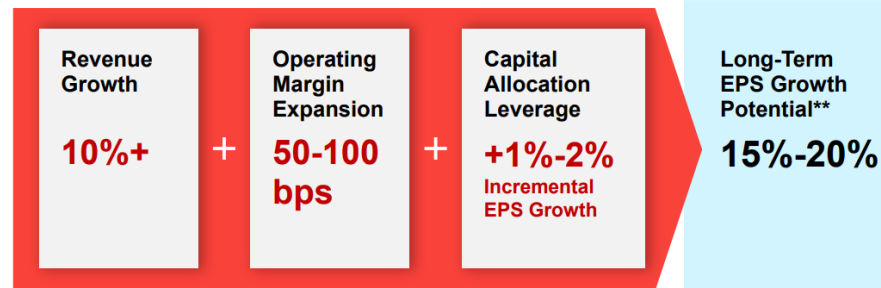 Revenue
Growth
10%+
+
Operating
Margin
Expansion
50-100
bps
+
Capital
Allocation
Leverage
+1%-2%
Incremental
EPS Growth
Long-Term
EPS Growth
Potential**
15%-20%